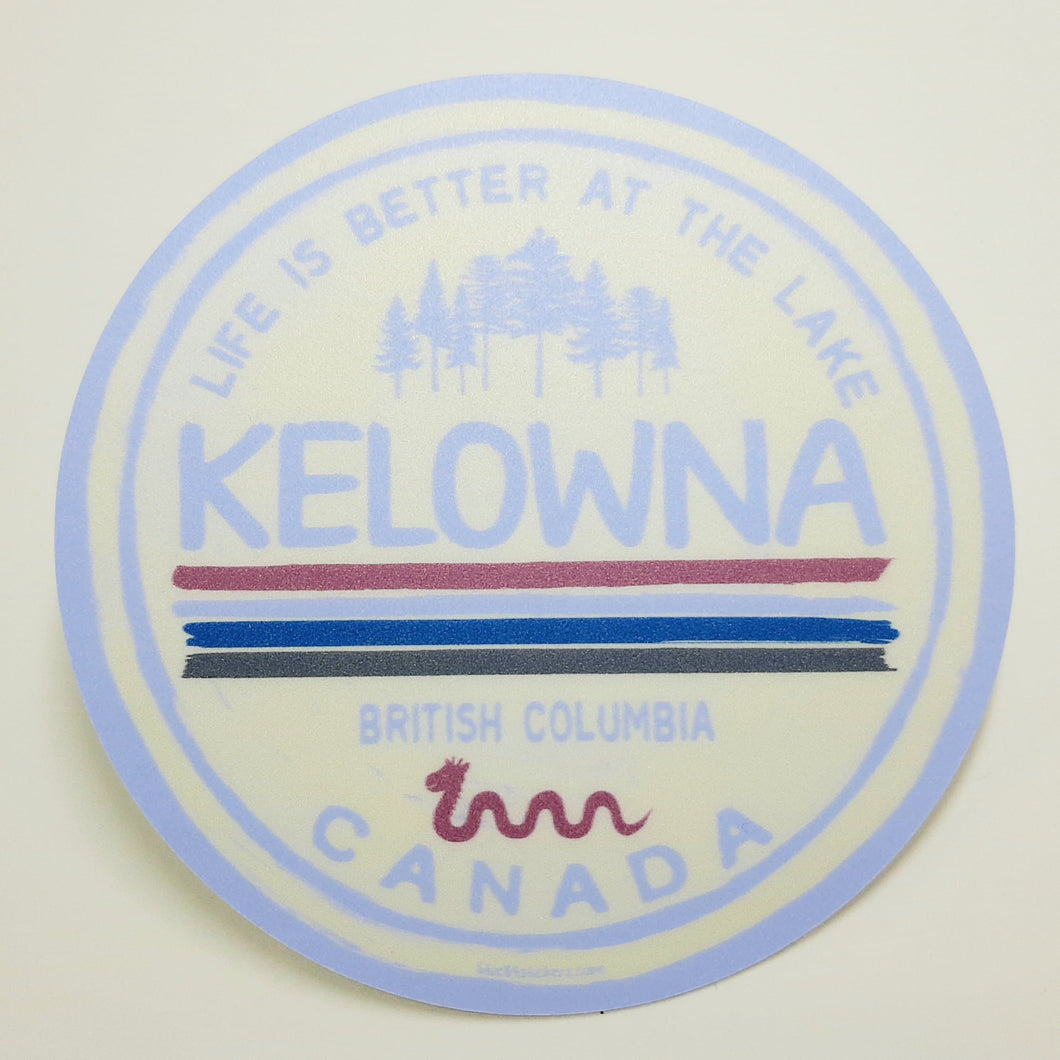 LIFE IS BETTER AT THE LAKE
KELOWNA
BRITISH COLUMBIA
CANADA